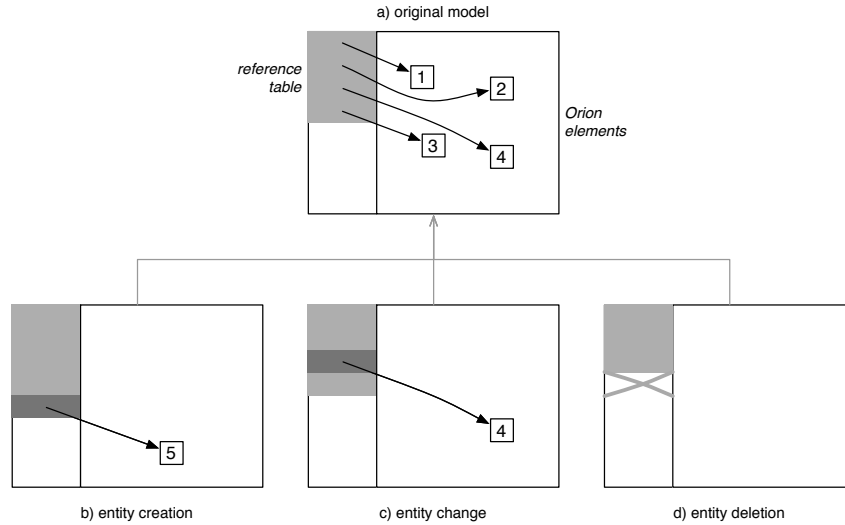 a) original model
reference
table
1
2
3
4
Orion
elements
5
4
b) entity creation
c) entity change
d) entity deletion